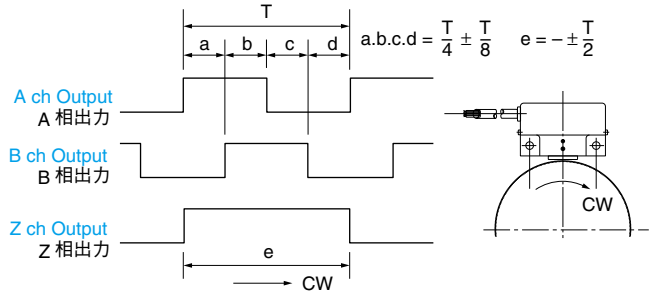 T
a b c d
a.b.c.d = T/4 ± T/8 e = – ± T/2
A ch Output
A 相出力
B ch Output
B 相出力
Z ch Output
Z 相出力
e
CW
CW